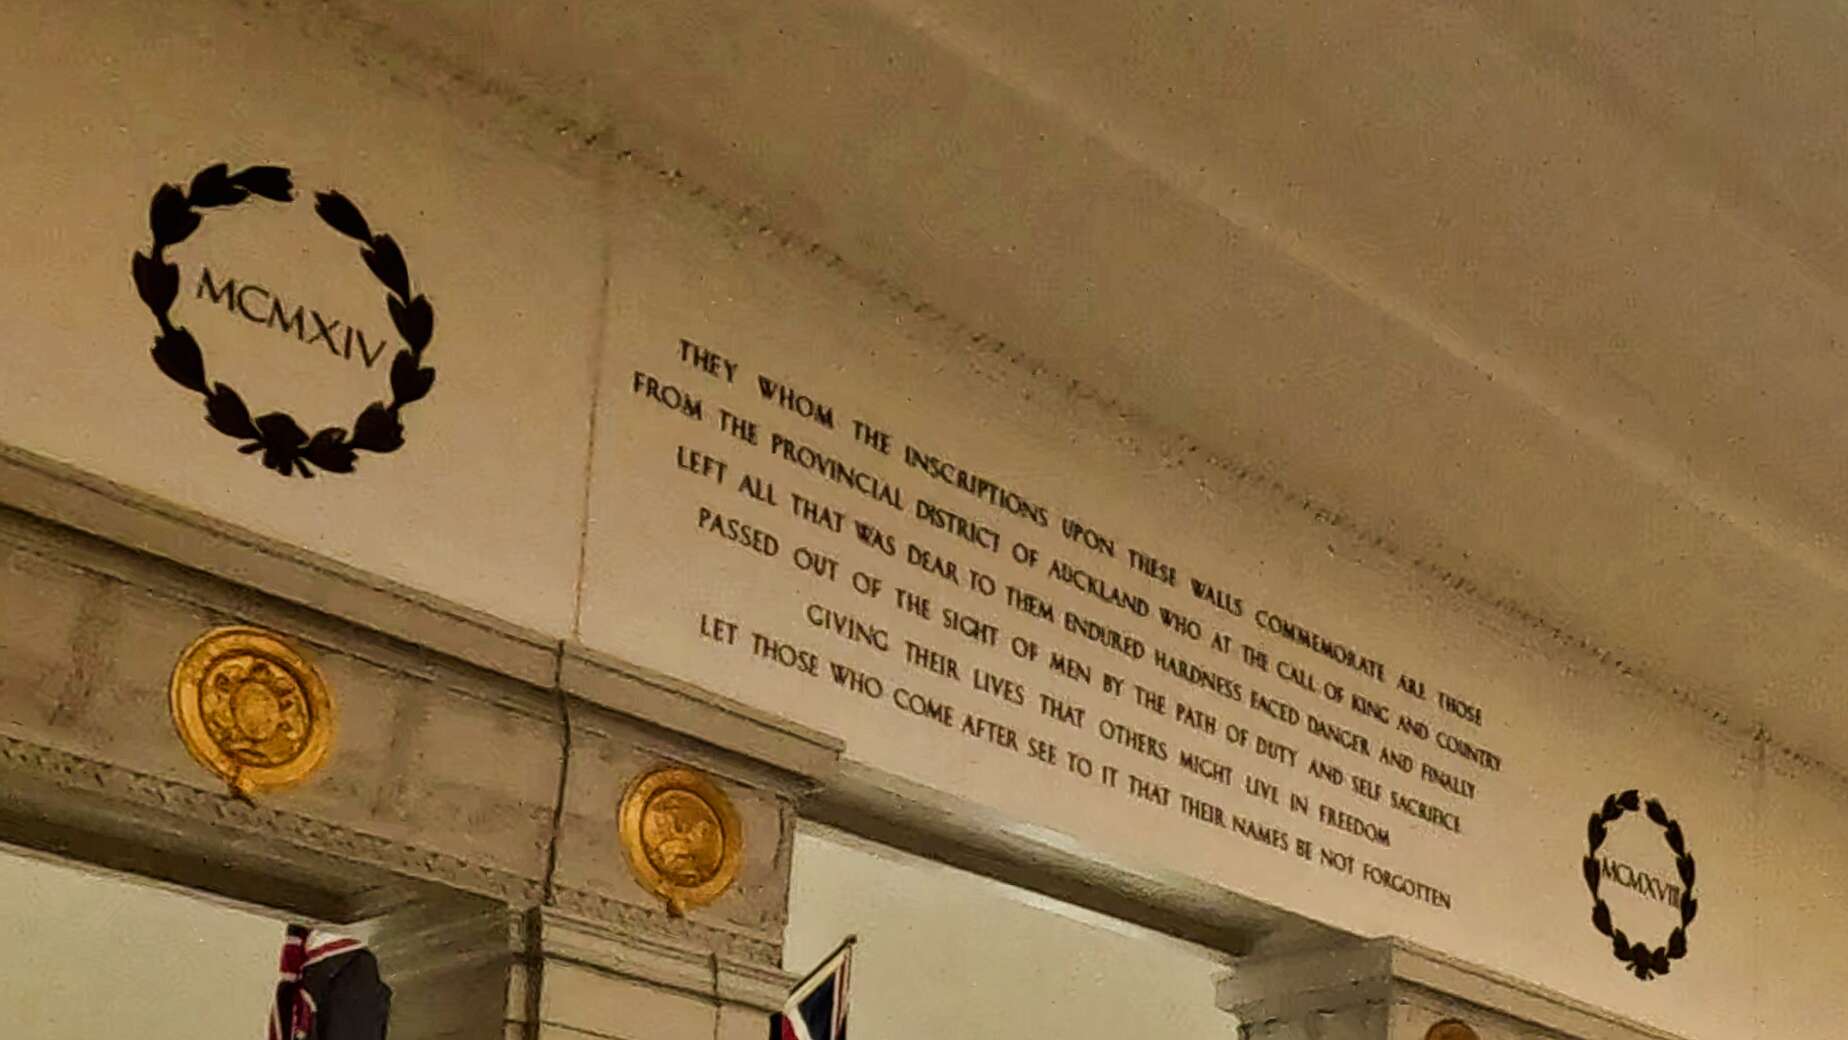 MCMXIV
THEY WHOM THE INSCRIPTIONS UPON THESE WALLS COMMEMORATE ARE THOSE
FROM THE PROVINCIAL DISTRICT OF AUCKLAND WHO AT THE CALL OF KING AND COUNTRY
LEFT ALL THAT WAS DEAR TO THEM ENDURED HARDNESS FACED DANGER AND FINALLY
PASSED OUT OF THE SIGHT OF MEN BY THE PATH OF DUTY AND SELF SACRIFICE
GIVING THEIR LIVES THAT OTHERS MIGHT LIVE IN FREEDOM
LET THOSE WHO COME AFTER SEE TO IT THAT THEIR NAMES BE NOT FORGOTTEN
MCMXVIII